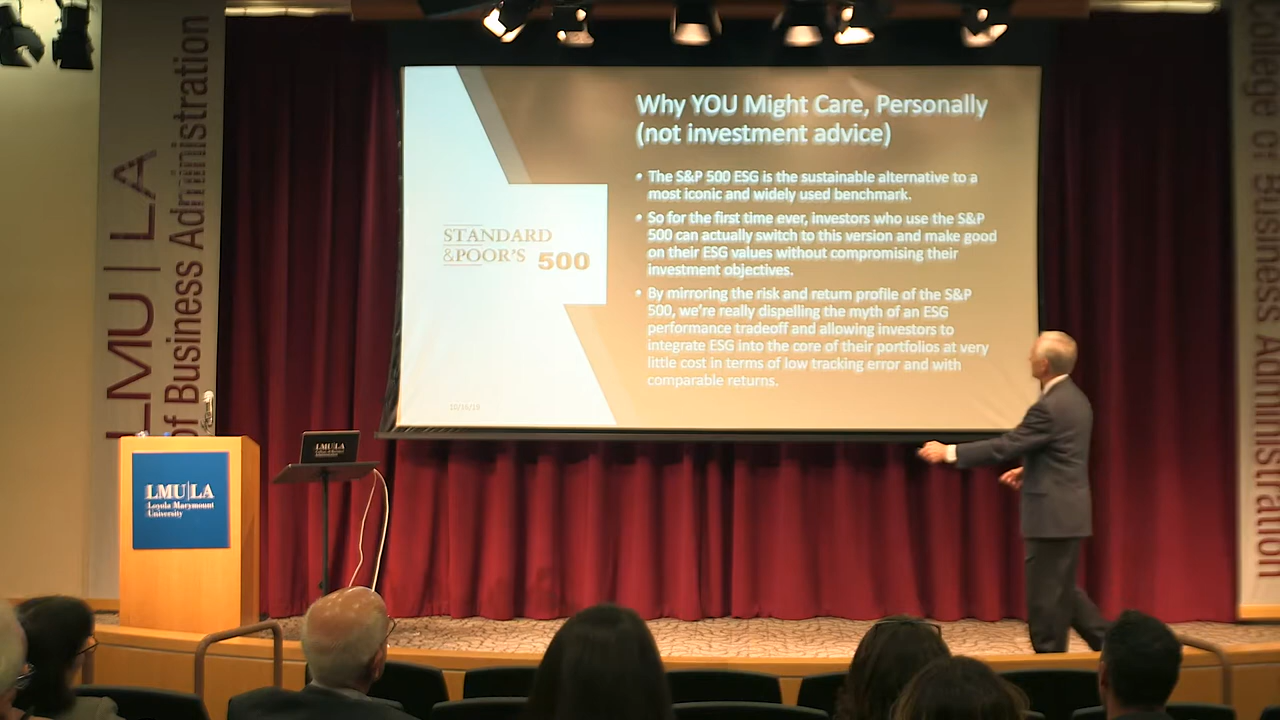 LMU|LA
of Business Administration
Why YOU Might Care, Personally
(not investment advice)
• The S&P 500 ESG is the sustainable alternative to a
most iconic and widely used benchmark.
• So for the first time ever, investors who use the S&P
500 can actually switch to this version and make good
on their ESG values without compromising their
investment objectives.
• By mirroring the risk and return profile of the S&P
500, we're really dispelling the myth of an ESG
performance tradeoff and allowing investors to
integrate ESG into the core of their portfolios at very
little cost in terms of low tracking error and with
comparable returns.
STANDARD
&POOR'S 500
LMU|LA
LMU|LA
Loyola Marymount
University
College of Business Administration